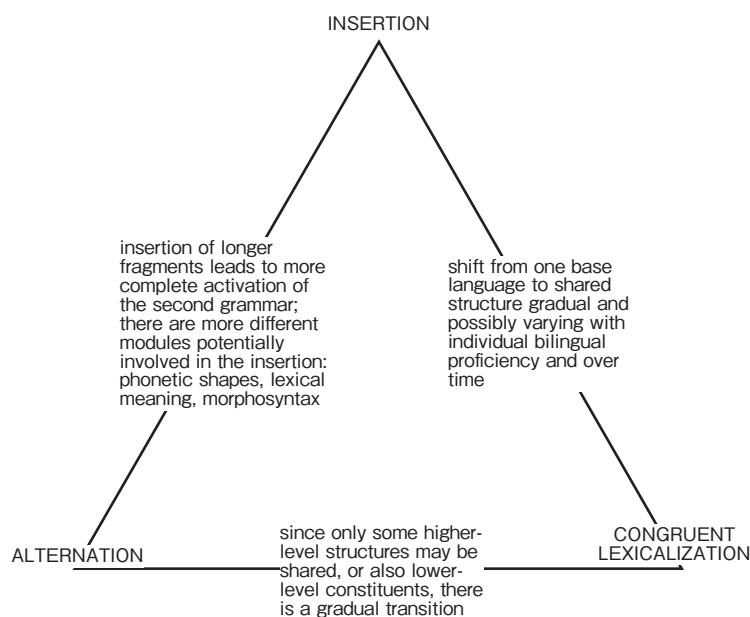 INSERTION
insertion of longer
fragments leads to more
complete activation of
the second grammar;
there are more different
modules potentially
involved in the insertion:
phonetic shapes, lexical
meaning, morphosyntax
shift from one base
language to shared
structure gradual and
possibly varying with
individual bilingual
proficiency and over
time
ALTERNATION
since only some higher-
level structures may be
shared, or also lower-
level constituents, there
is a gradual transition
CONGRUENT
LEXICALIZATION